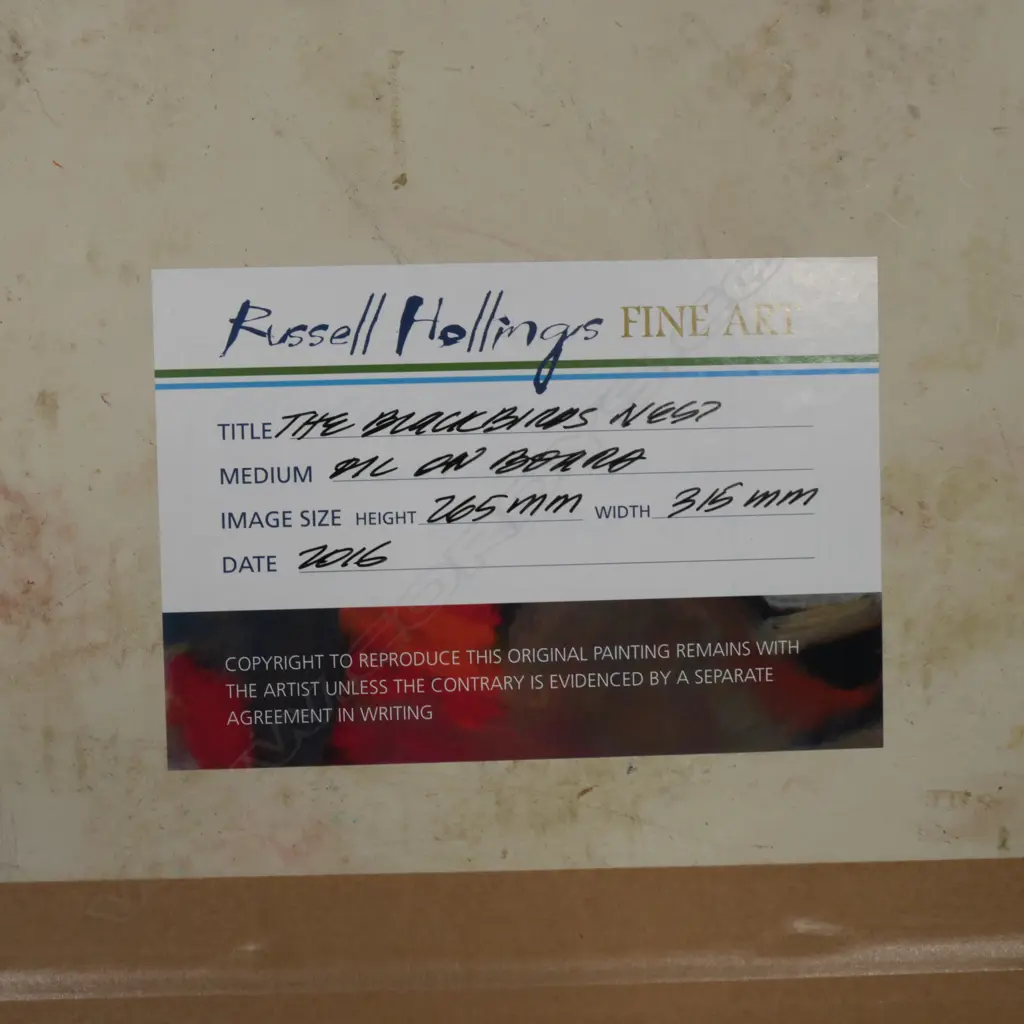 Russell Hollings FINE ART
TITLE THE BLACKBIRDS NEST
MEDIUM OIL ON BOARD
IMAGE SIZE HEIGHT 265 mm WIDTH 315 mm
DATE 2016
COPYRIGHT TO REPRODUCE THIS ORIGINAL PAINTING REMAINS WITH
THE ARTIST UNLESS THE CONTRARY IS EVIDENCED BY A SEPARATE
AGREEMENT IN WRITING